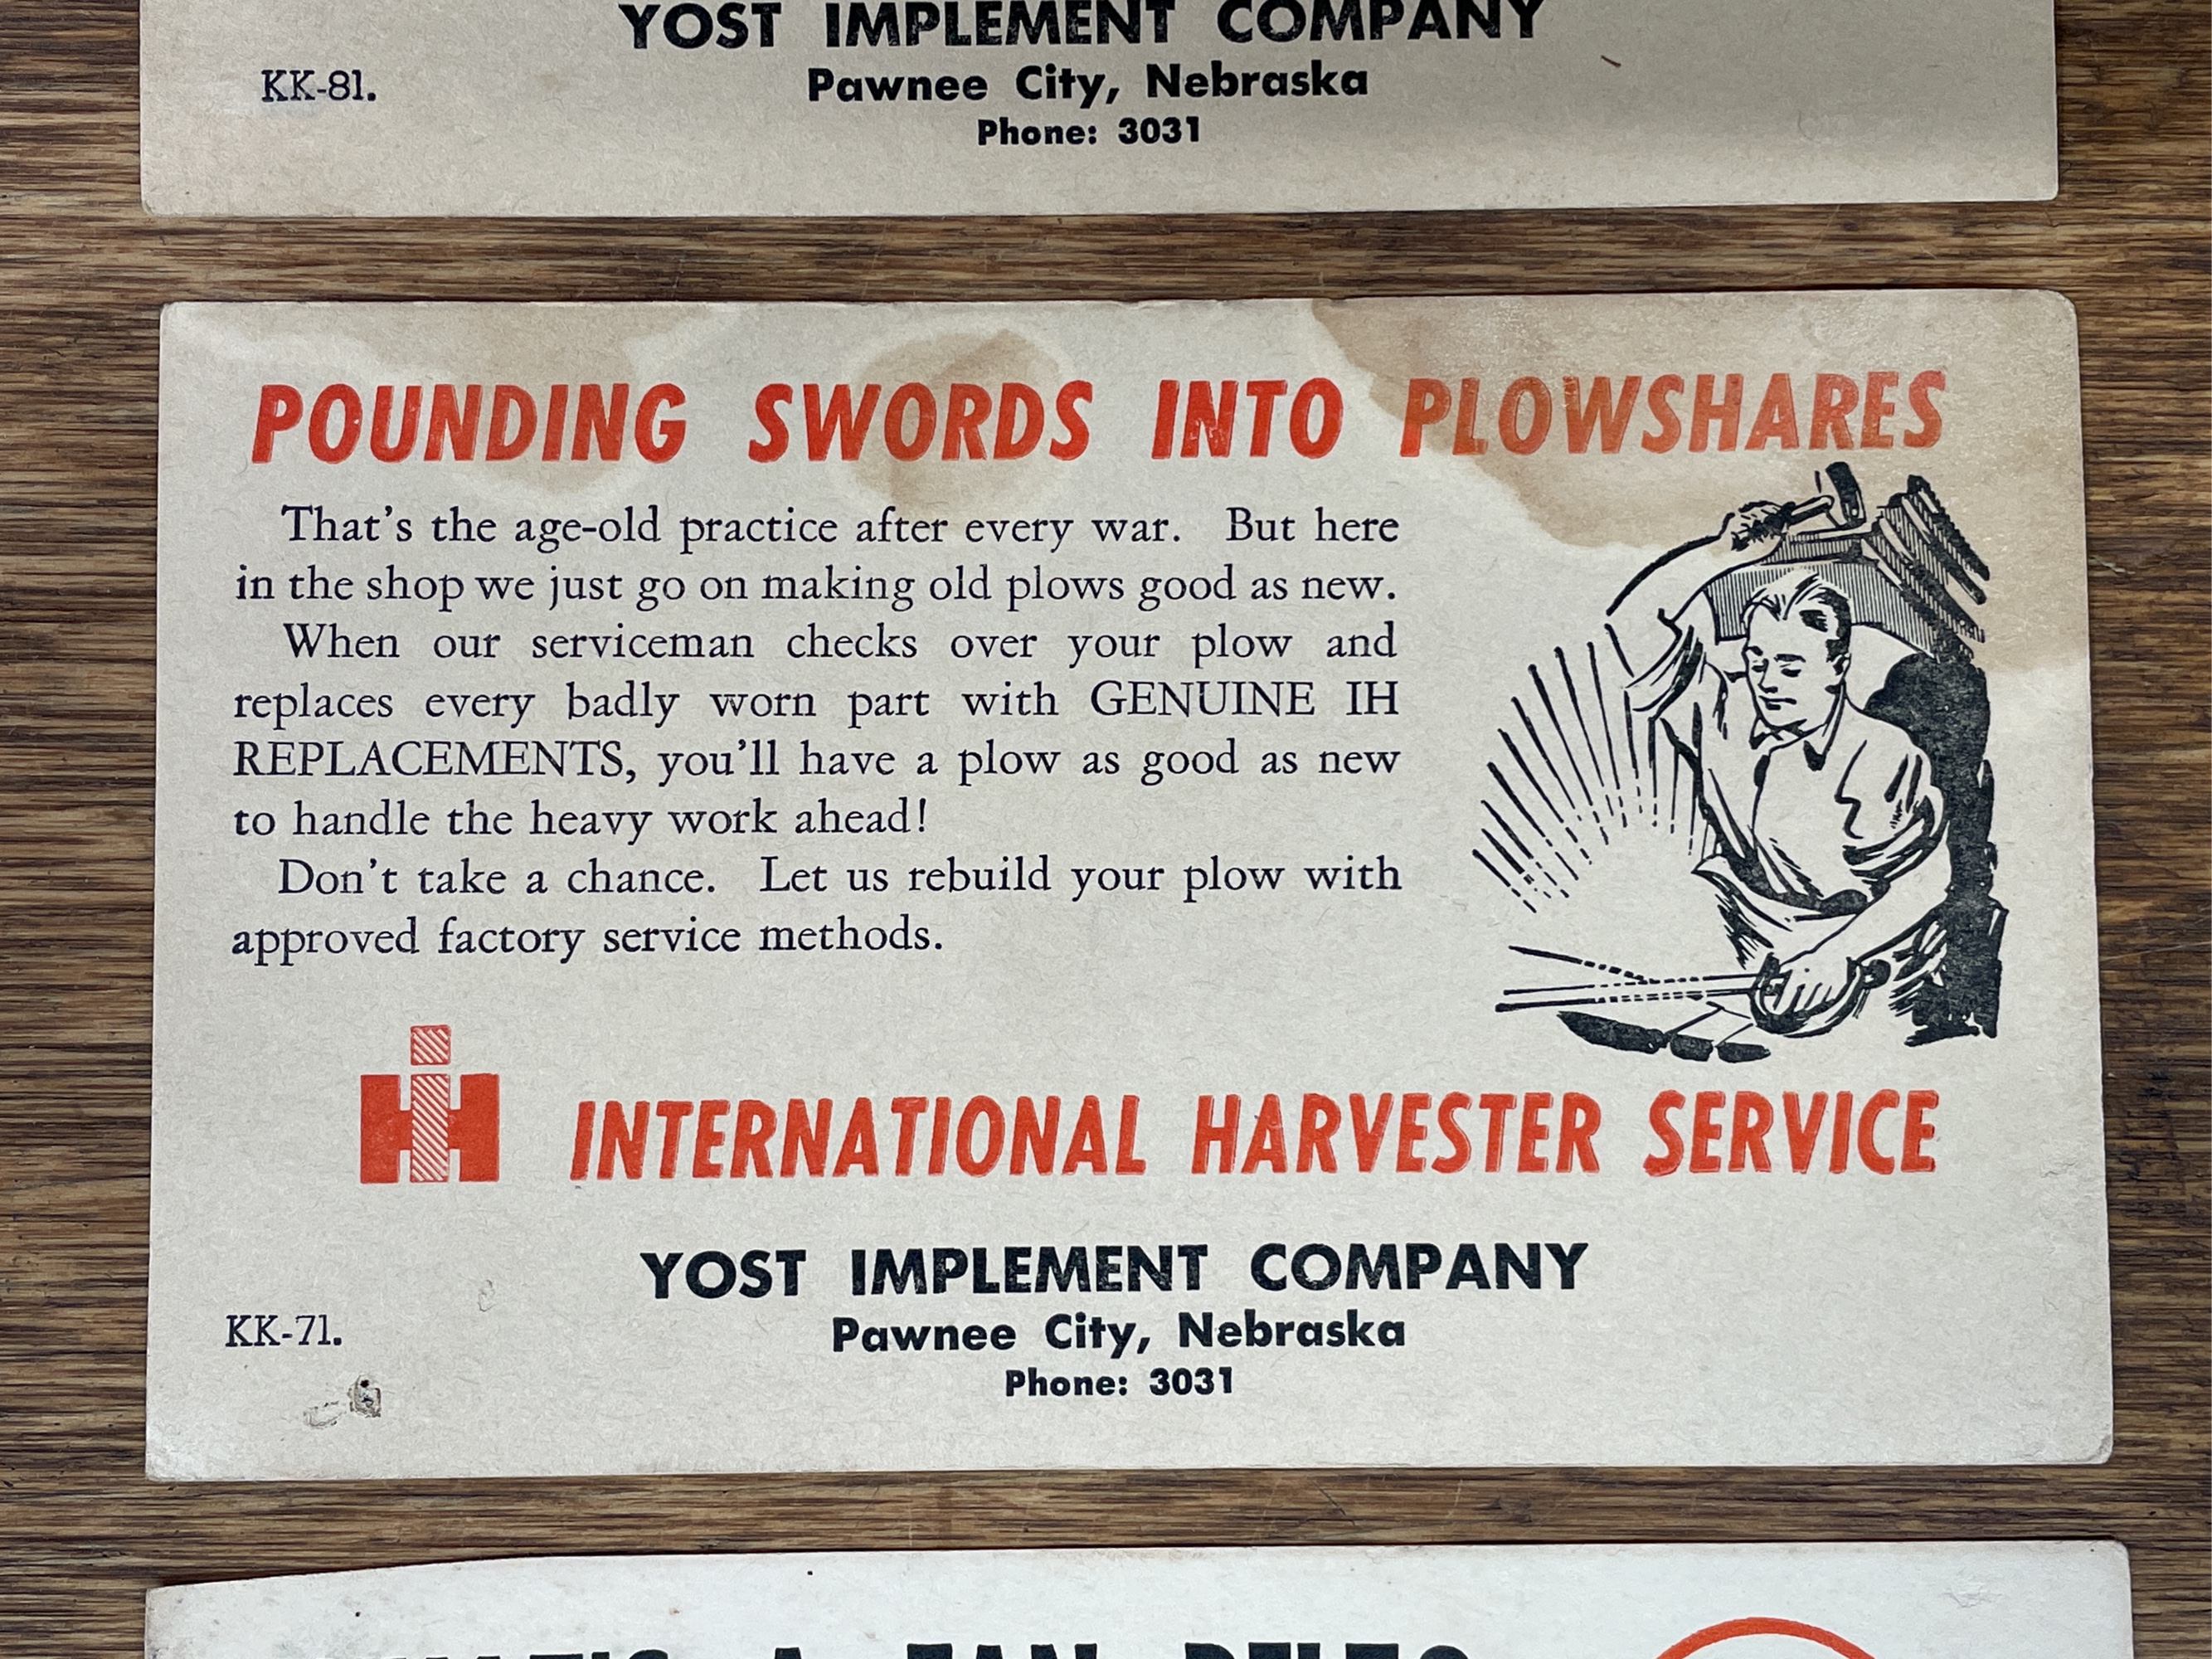 YOST IMPLEMENT COMPANY
KK-81.
Pawnee City, Nebraska
Phone: 3031
POUNDING SWORDS INTO PLOWSHARES
That's the age-old practice after every war. But here
in the shop we just go on making old plows good as new.
When our serviceman checks over your plow and
replaces every badly worn part with GENUINE IH
REPLACEMENTS, you'll have a plow as good as new
to handle the heavy work ahead!
Don't take a chance. Let us rebuild your plow with
approved factory service methods.
IH INTERNATIONAL HARVESTER SERVICE
YOST IMPLEMENT COMPANY
Pawnee City, Nebraska
KK-71.
Phone: 3031
A FAN